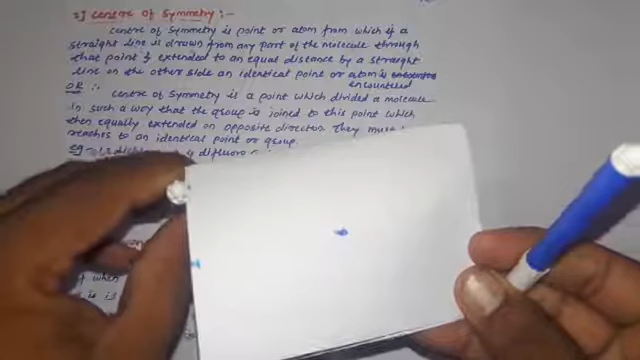 2] Centre of Symmetry :-
Centre of Symmetry is point or atom from which if a
straight line is drawn from any part of the molecule through
that point & extended to an equal distance by a straight
line on the other side an identical point or atom is
encountered
OR :-
Centre of Symmetry is a point which divided a molecule
in such a way that the group is joined to this point which
then equally extended on opposite direction They must
reaches to an identical point or group.
Eg -
difluoro